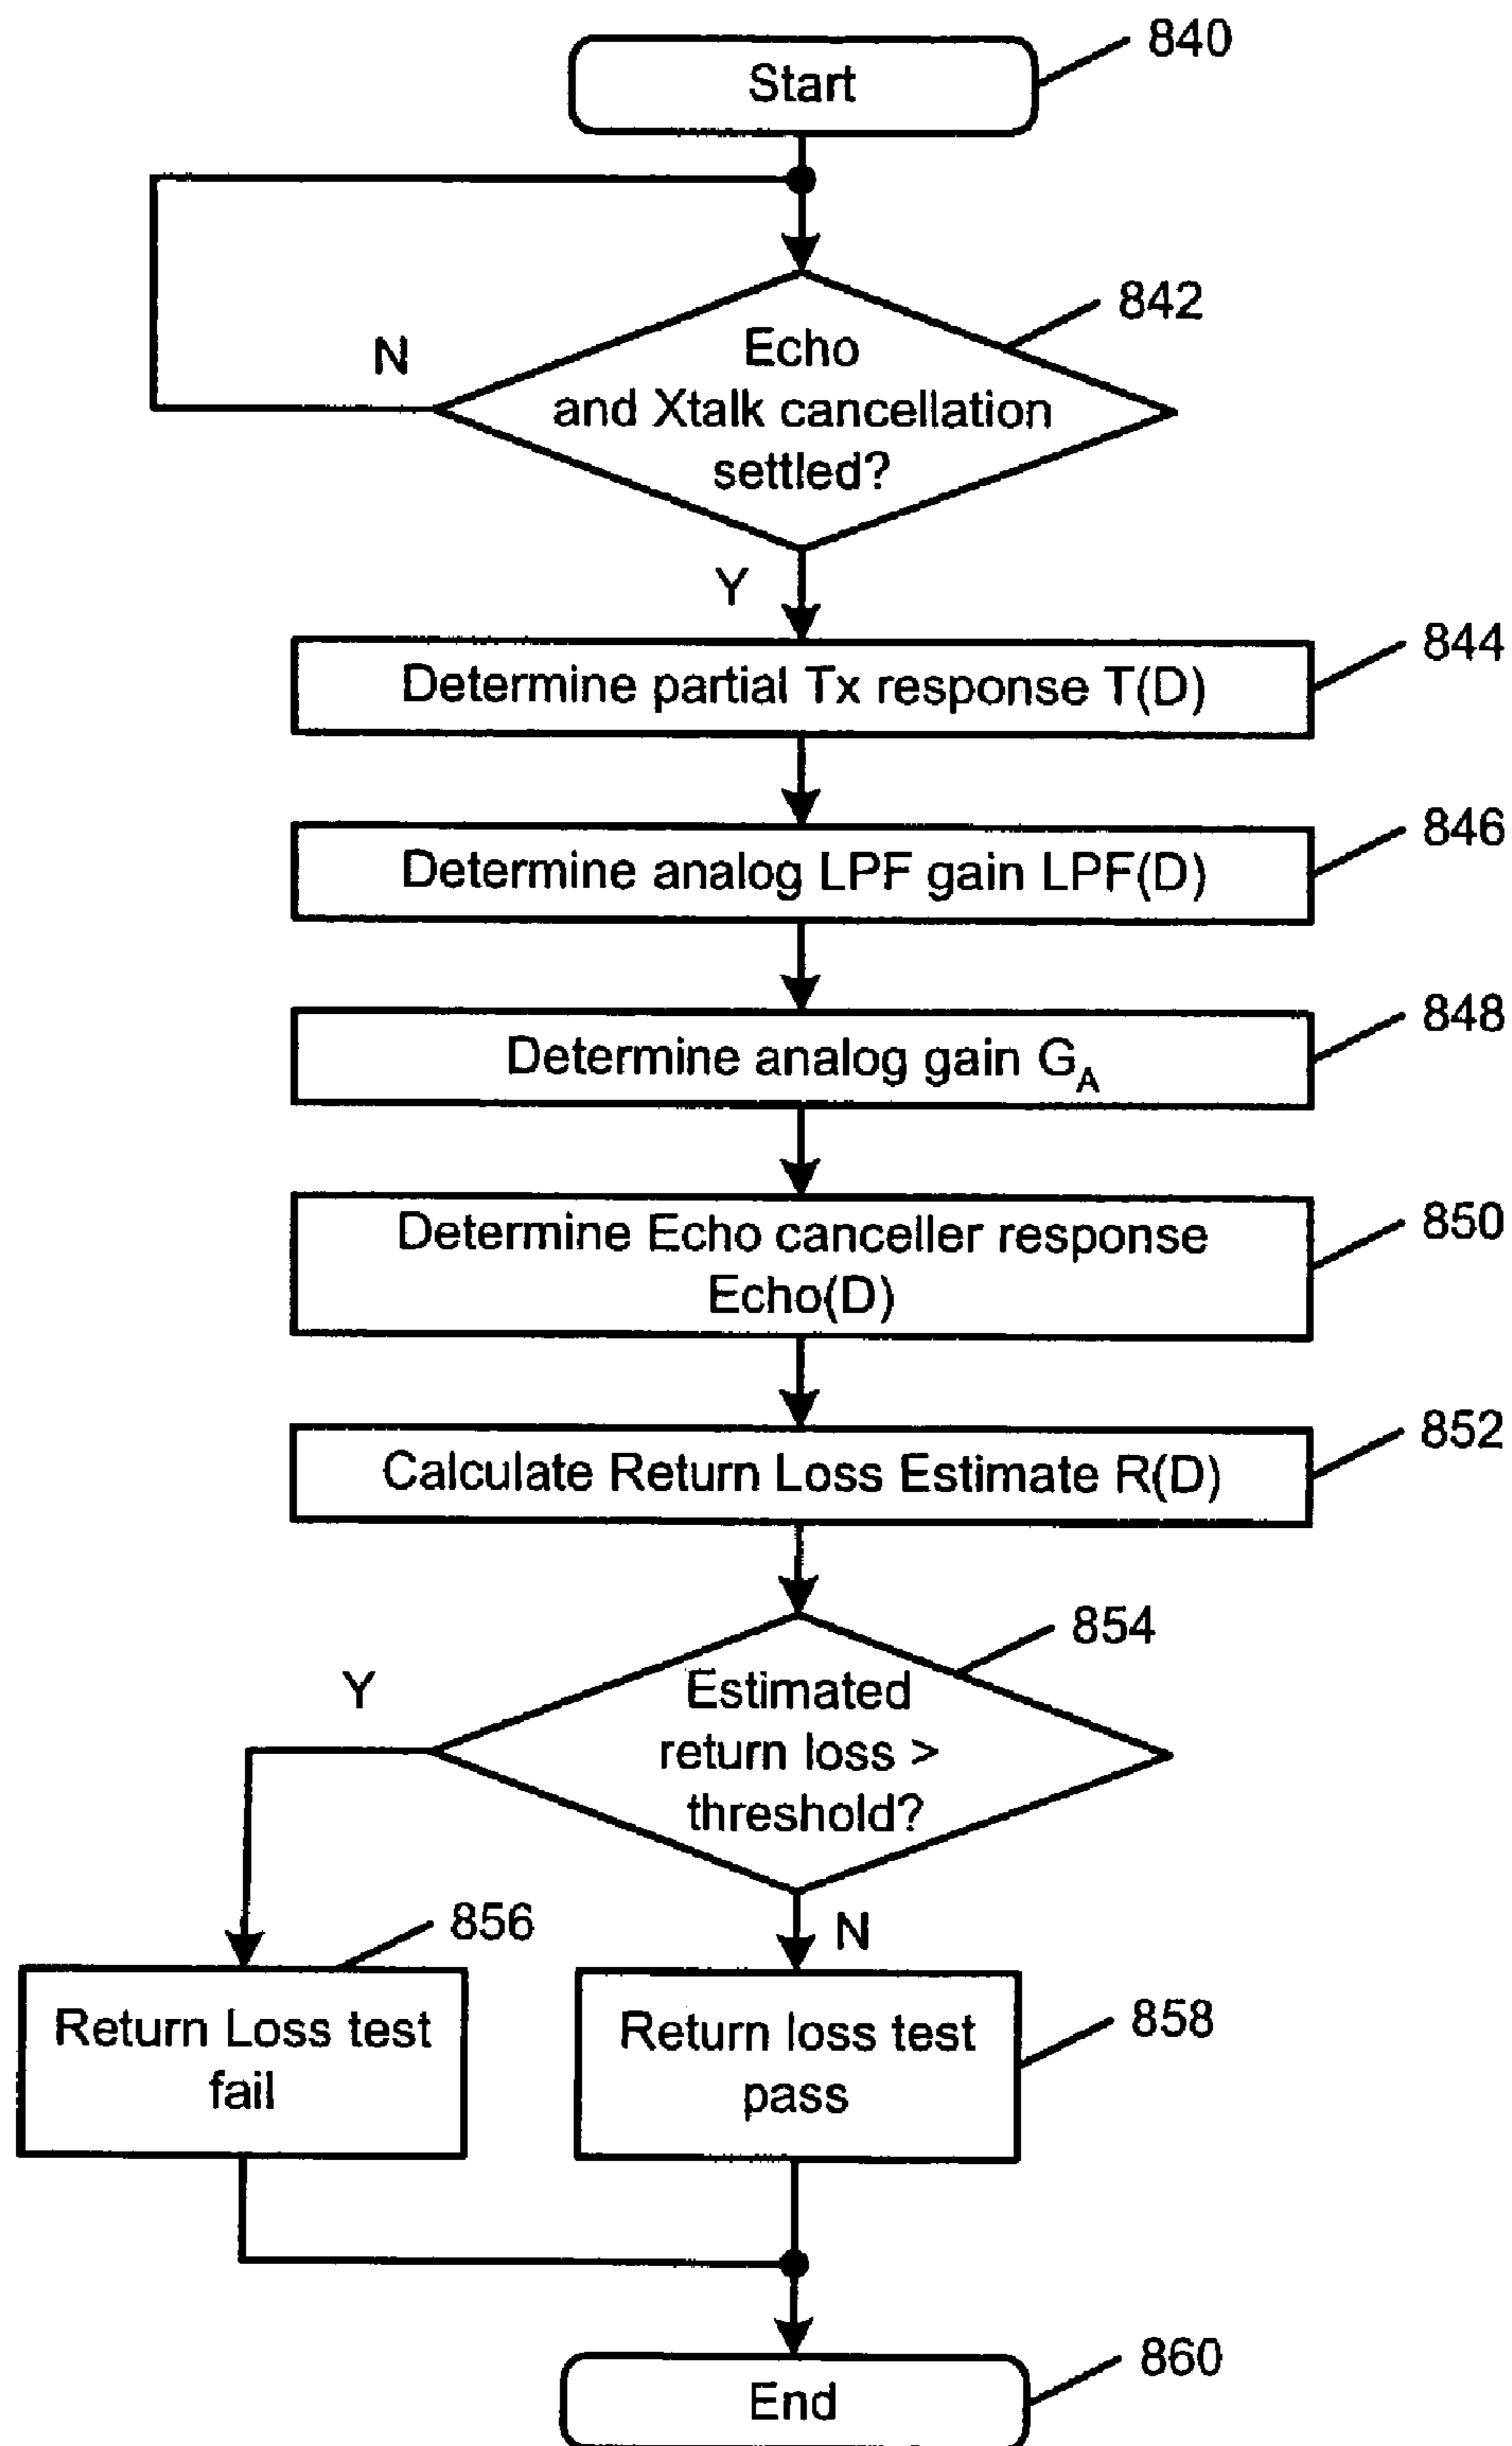 Start
840
Echo
and Xtalk cancellation
settled?
842
N
Y
Determine partial Tx response T(D)
844
Determine analog LPF gain LPF(D)
846
Determine analog gain G_A
848
Determine Echo canceller response
Echo(D)
850
Calculate Return Loss Estimate R(D)
852
Estimated
return loss >
threshold?
854
Y
N
Return Loss test
fail
856
Return loss test
pass
858
End
860